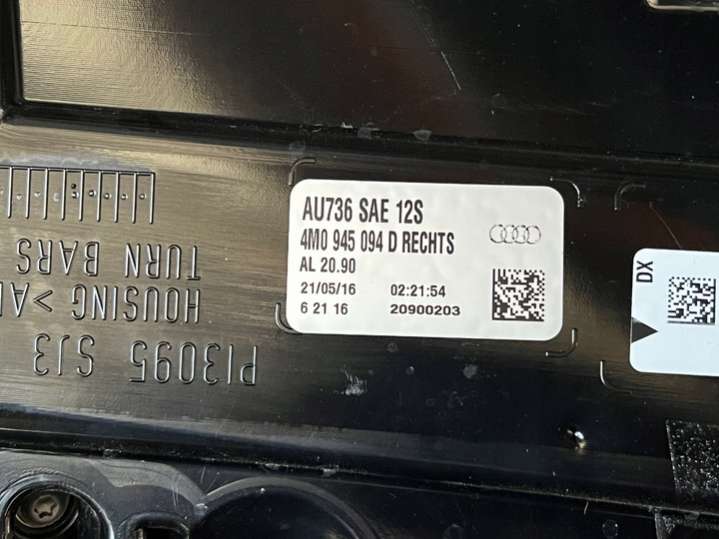 AU736 SAE 12S
4M0 945 094 D RECHTS
AL 20.90
21/05/16 02:21:54
6 21 16 20900203
DX
TURN BARS
HOUSING >A
PI3095 SJ3